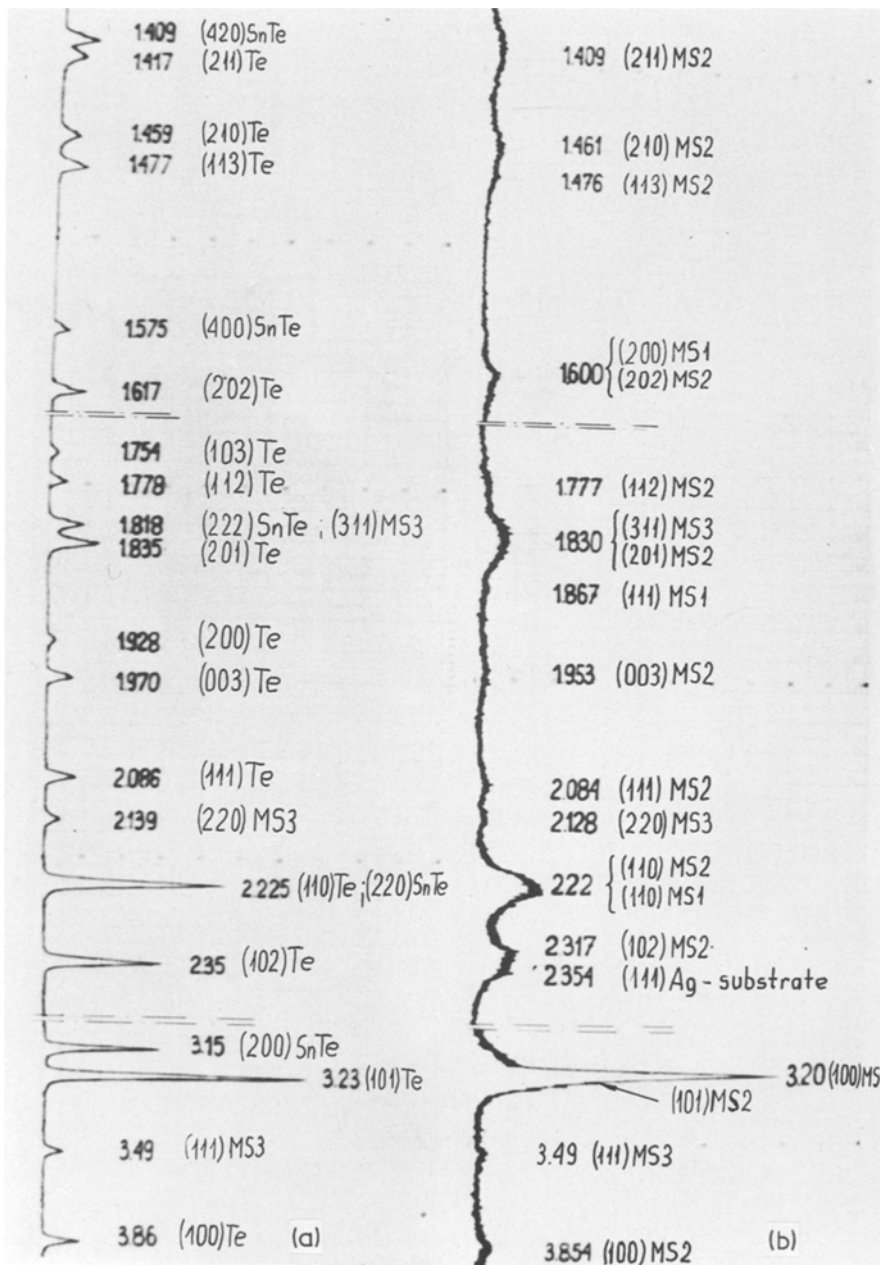 1.409 (420)SnTe
1.417 (211)Te
1.459 (210)Te
1.477 (113)Te
1.575 (400)SnTe
1.617 (202)Te
1.754 (103)Te
1.778 (112)Te
1.818 (222)SnTe ; (311)MS3
1.835 (201)Te
1.928 (200)Te
1.970 (003)Te
2.086 (111)Te
2.139 (220)MS3
2.225 (110)Te;(220)SnTe
2.35 (102)Te
3.15 (200)SnTe
3.23 (101)Te
3.49 (111)MS3
3.86 (100)Te
(a)
1.409 (211)MS2
1.461 (210)MS2
1.476 (113)MS2
1.600 (200)MS1
(202)MS2
1.777 (112)MS2
1.830 (311)MS3
(201)MS2
1.867 (111)MS1
1.953 (003)MS2
2.084 (111)MS2
2.128 (220)MS3
2.22 (110)MS2
(110)MS1
2.317 (102)MS2
2.354 (111)Ag-substrate
3.20(100)MS
(101)MS2
3.49 (111)MS3
3.854 (100)MS2
(b)